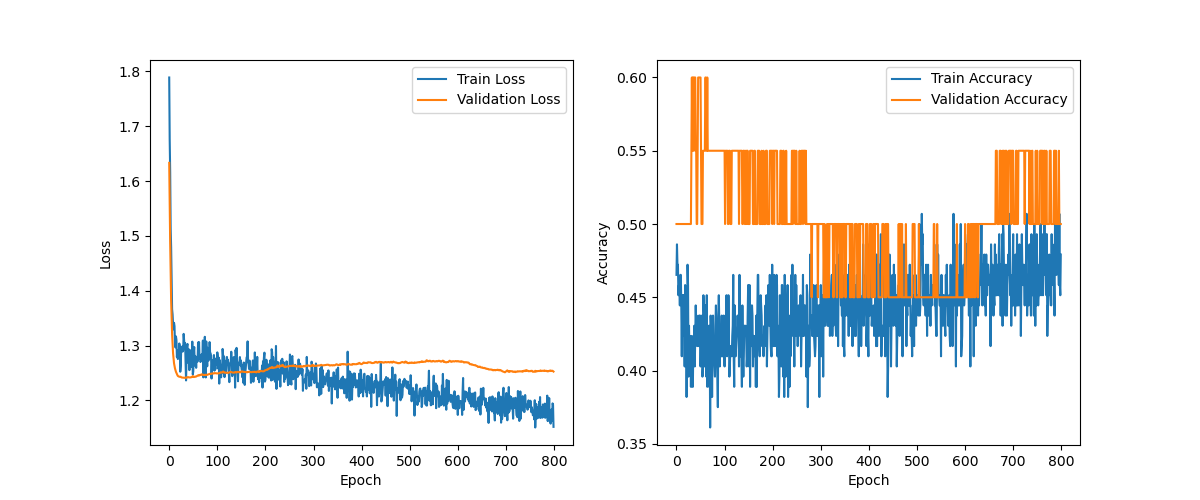 Train Loss
Validation Loss
1.8
1.7
1.6
1.5
1.4
1.3
1.2
Loss
0 100 200 300 400 500 600 700 800
Epoch
Train Accuracy
Validation Accuracy
0.60
0.55
0.50
0.45
0.40
0.35
Accuracy
0 100 200 300 400 500 600 700 800
Epoch